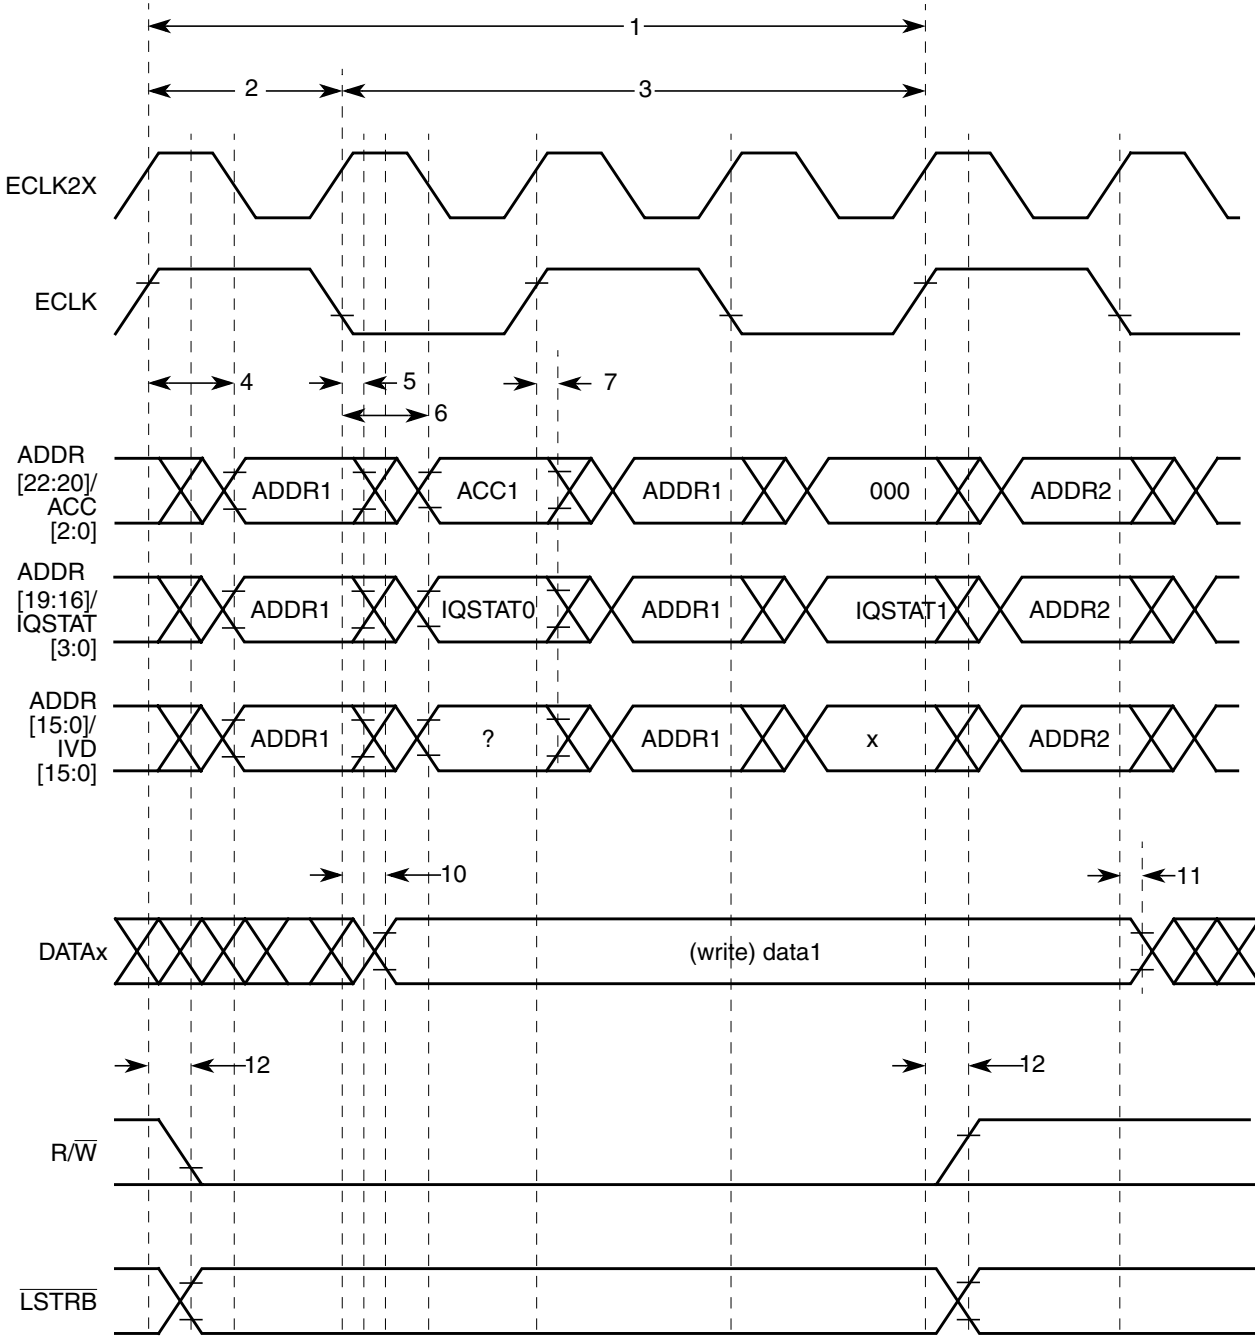 1
2
3
ECLK2X
ECLK
4
5
7
6
ADDR
[22:20]/
ACC
[2:0]
ADDR1
ACC1
ADDR1
000
ADDR2
ADDR
[19:16]/
IQSTAT
[3:0]
ADDR1
IQSTAT0
ADDR1
IQSTAT1
ADDR2
ADDR
[15:0]/
IVD
[15:0]
ADDR1
?
ADDR1
x
ADDR2
10
11
DATAx
(write) data1
12
12
R/W̅
L̅S̅T̅R̅B̅